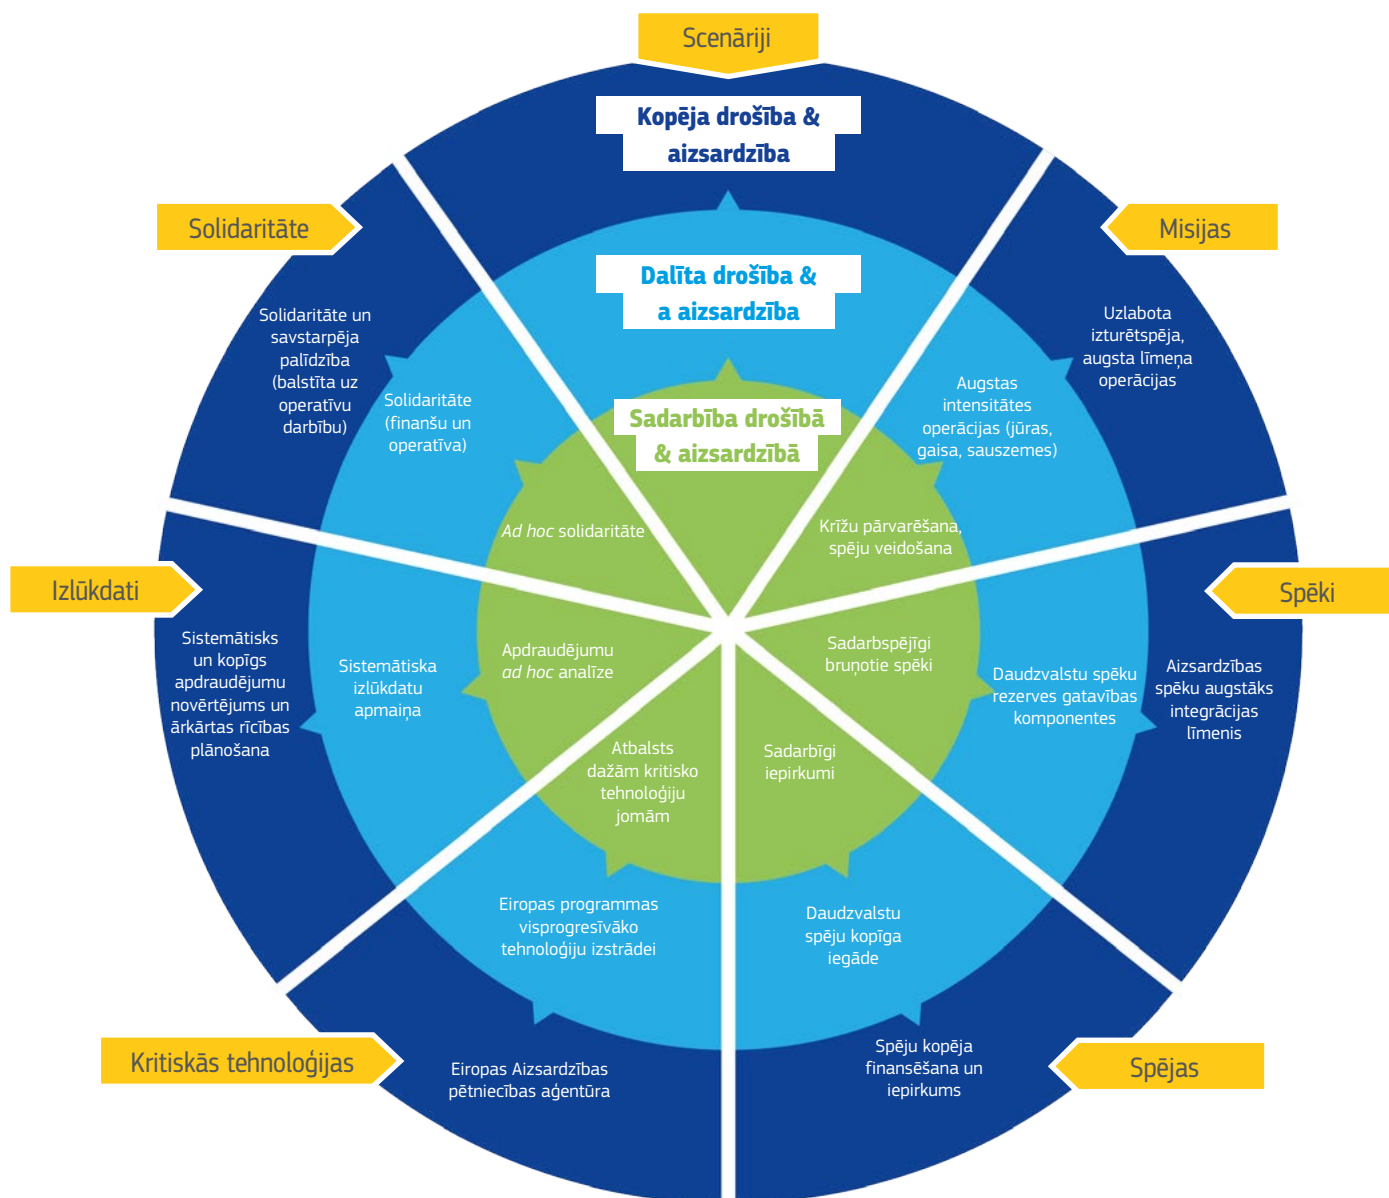 Scenāriji
Kopēja drošība &
aizsardzība
Dalīta drošība &
a aizsardzība
Sadarbība drošībā
& aizsardzībā
Misijas
Uzlabota
izturētspēja,
augsta līmeņa
operācijas
Augstas
intensitātes
operācijas (jūras,
gaisa, sauszemes)
Krīžu pārvarēšana,
spēju veidošana
Spēki
Aizsardzības
spēku augstāks
integrācijas
līmenis
Daudzvalstu spēku
rezerves gatavības
komponentes
Sadarbspējīgi
bruņotie spēki
Spējas
Spēju kopēja
finansēšana un
iepirkums
Daudzvalstu
spēju kopīga
iegāde
Sadarbīgi
iepirkumi
Kritiskās tehnoloģijas
Eiropas Aizsardzības
pētniecības aģentūra
Eiropas programmas
visprogresīvāko
tehnoloģiju izstrādei
Atbalsts
dažām kritisko
tehnoloģiju
jomām
Izlūkdati
Sistemātisks
un kopīgs
apdraudējumu
novērtējums un
ārkārtas rīcības
plānošana
Sistemātiska
izlūkdatu
apmaiņa
Apdraudējumu
ad hoc analīze
Solidaritāte
Solidaritāte un
savstarpēja
palīdzība
(balstīta uz
operatīvu
darbību)
Solidaritāte
(finanšu un
operatīva)
Ad hoc solidaritāte